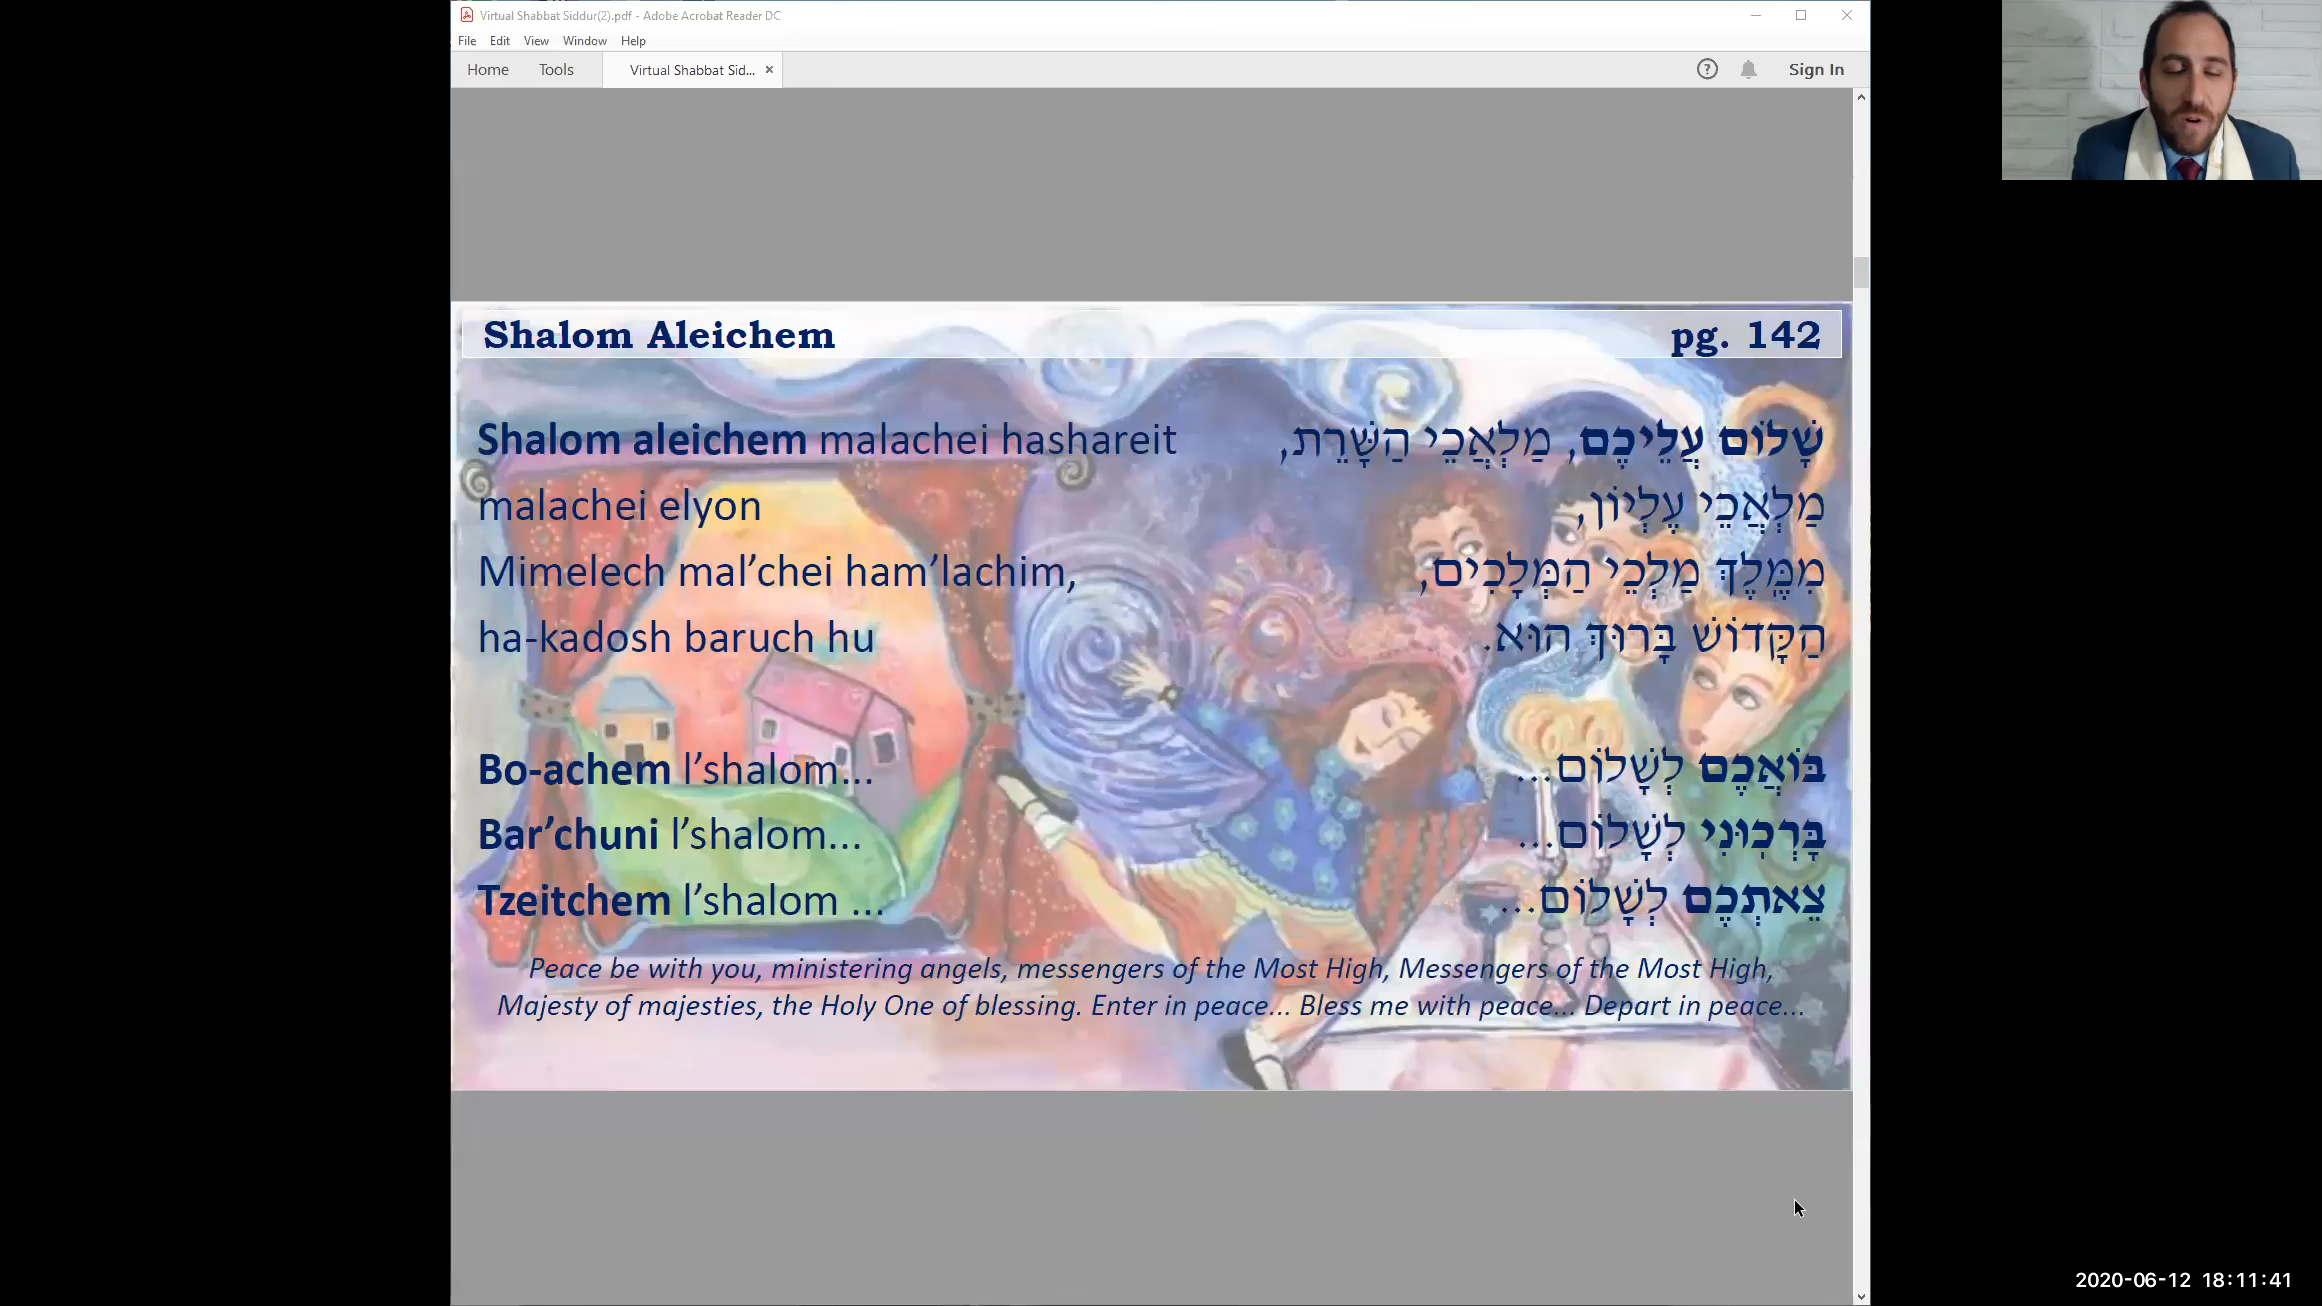 Virtual Shabbat Siddur(2).pdf - Adobe Acrobat Reader DC
File Edit View Window Help
Home Tools Virtual Shabbat Sid... × Sign In
Shalom Aleichem pg. 142
Shalom aleichem malachei hashareit
malachei elyon
Mimelech mal’chei ham’lachim,
ha-kadosh baruch hu
Bo-achem l’shalom...
Bar’chuni l’shalom...
Tzeitchem l’shalom ...
שָׁלוֹם עֲלֵיכֶם, מַלְאֲכֵי הַשָּׁרֵת,
מַלְאֲכֵי עֶלְיוֹן,
מִמֶּֽלֶךְ מַלְכֵי הַמְּלָכִים,
הַקָּדוֹשׁ בָּרוּךְ הוּא.
בּוֹאֲכֶם לְשָׁלוֹם...
בָּרְכֽוּנִי לְשָׁלוֹם...
צֵאתְכֶם לְשָׁלוֹם...
Peace be with you, ministering angels, messengers of the Most High, Messengers of the Most High,
Majesty of majesties, the Holy One of blessing. Enter in peace... Bless me with peace... Depart in peace...
2020-06-12 18:11:41